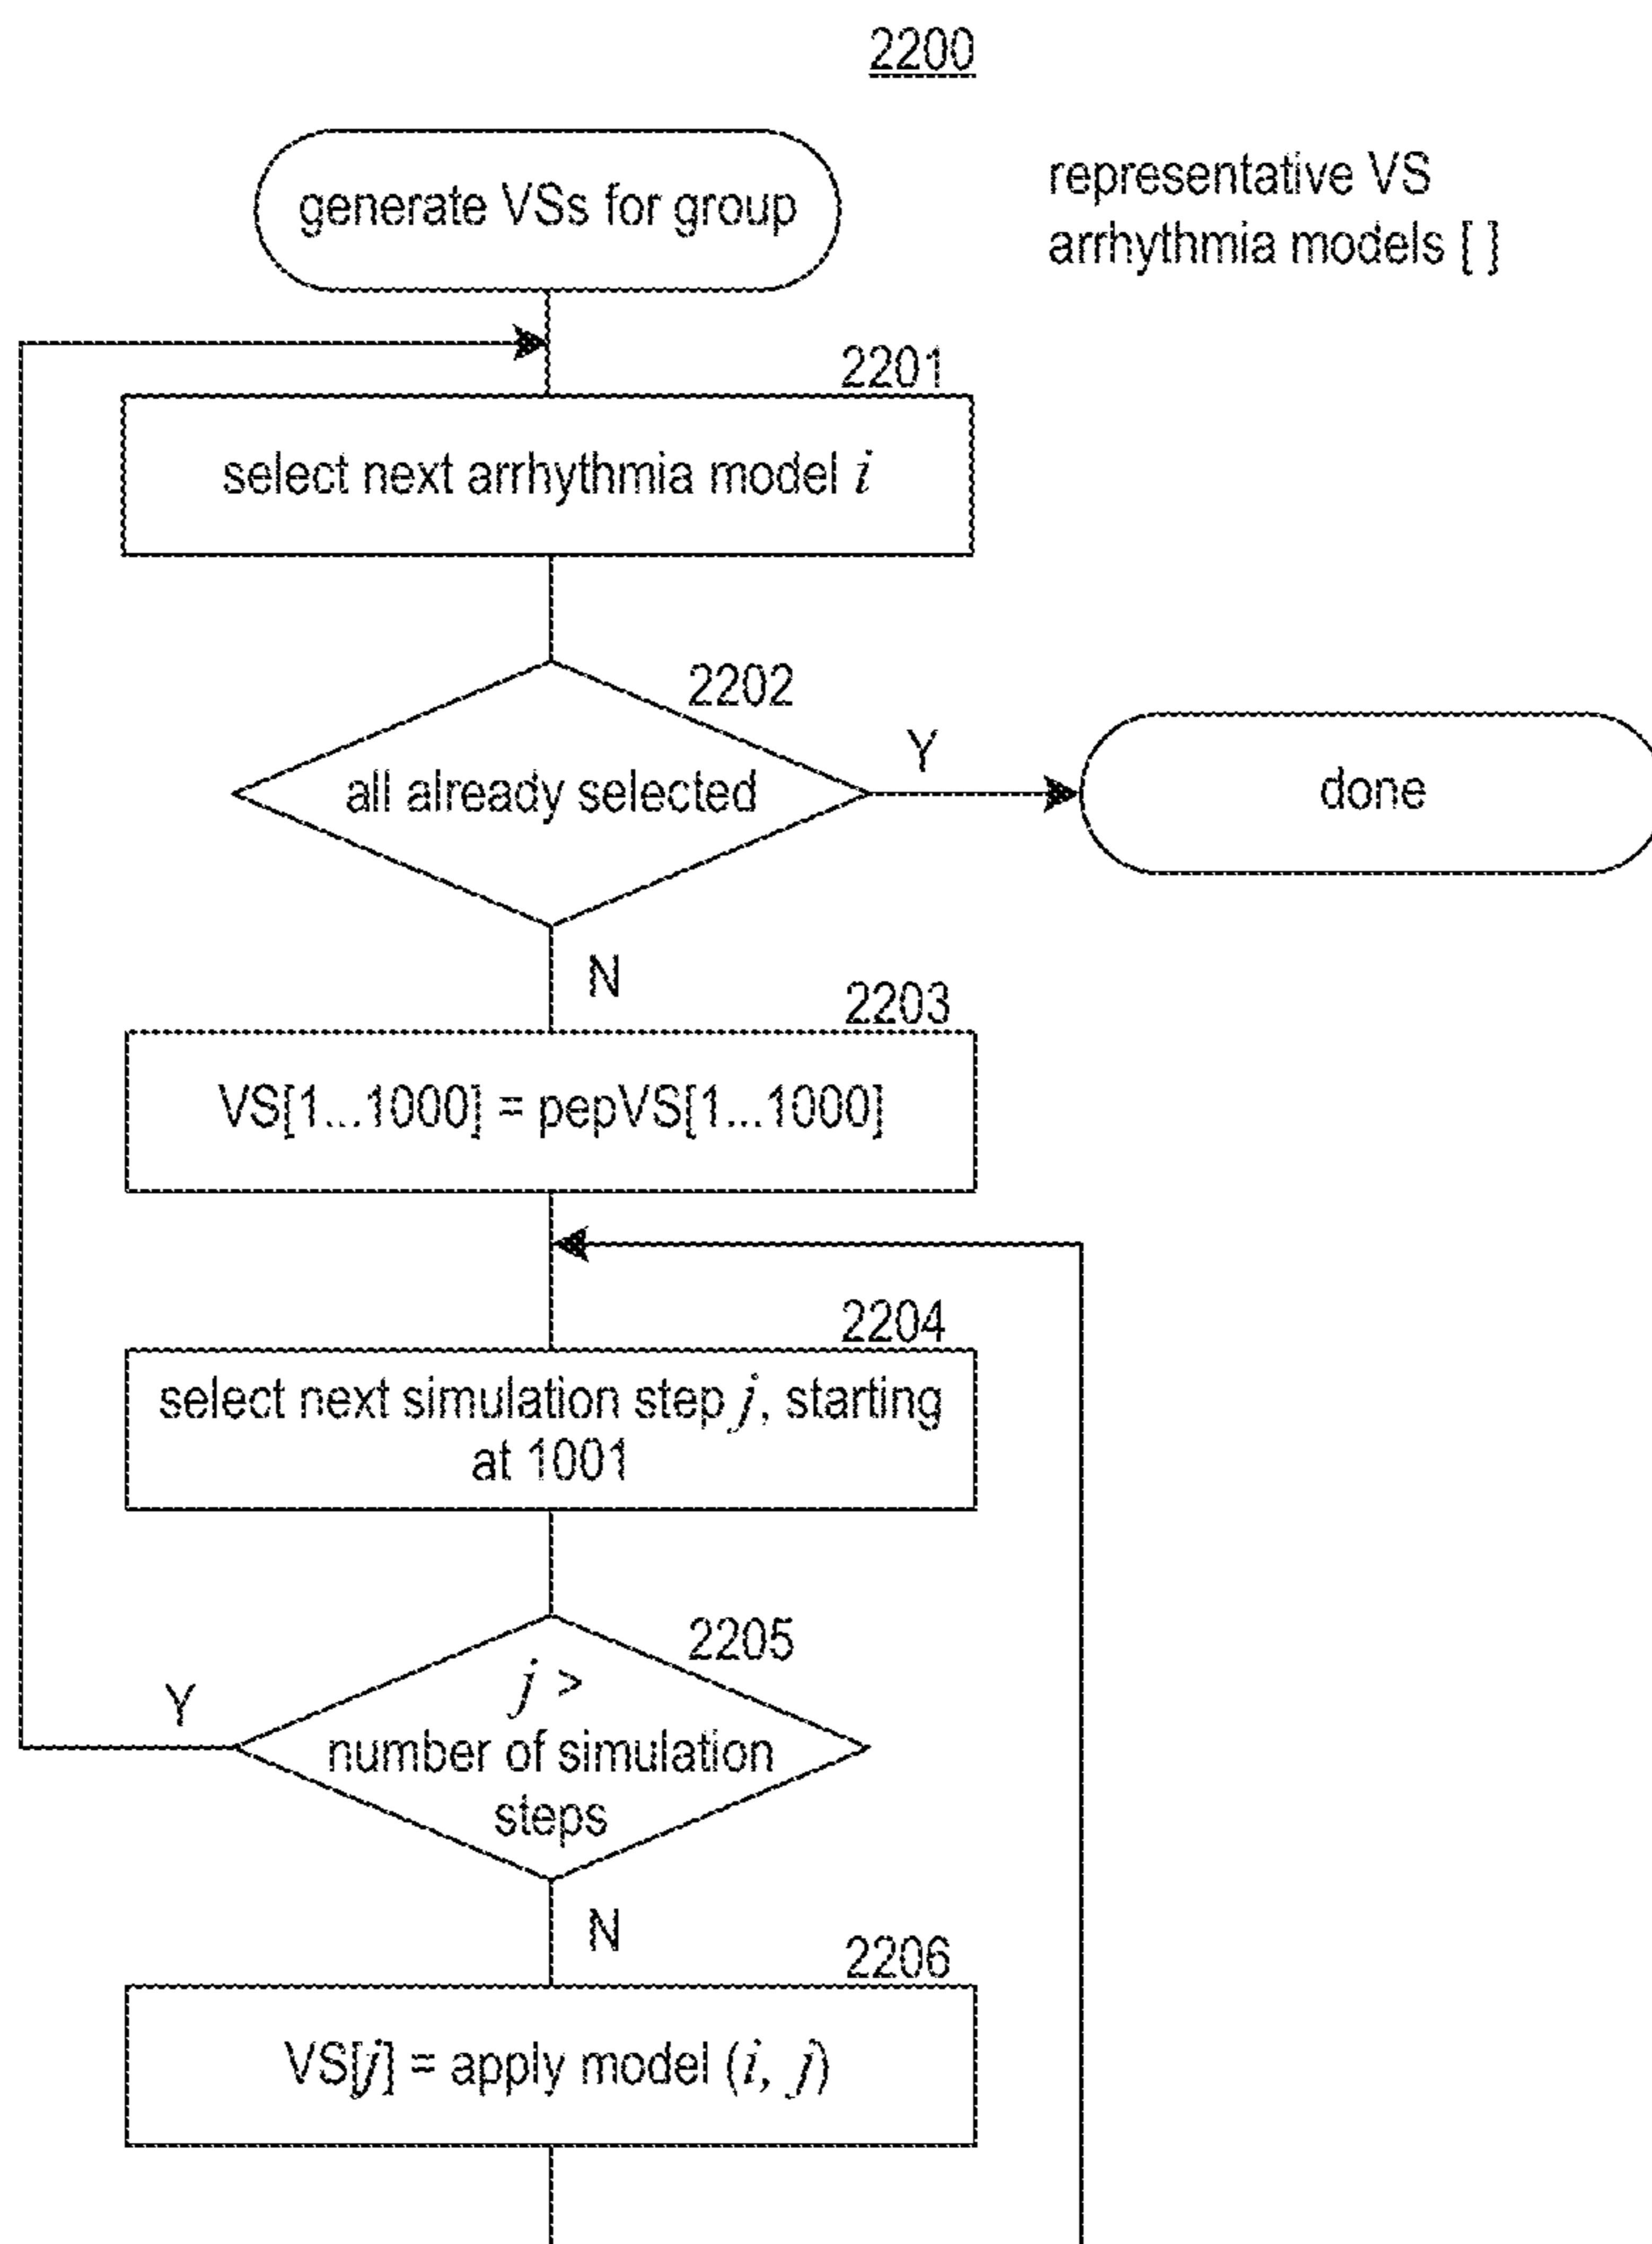 2200
generate VSs for group
representative VS
arrhythmia models [ ]
2201
select next arrhythmia model i
2202
all already selected
Y
done
N
2203
VS[1...1000] = pepVS[1...1000]
2204
select next simulation step j, starting
at 1001
2205
j >
number of simulation
steps
Y
N
2206
VS[j] = apply model (i, j)